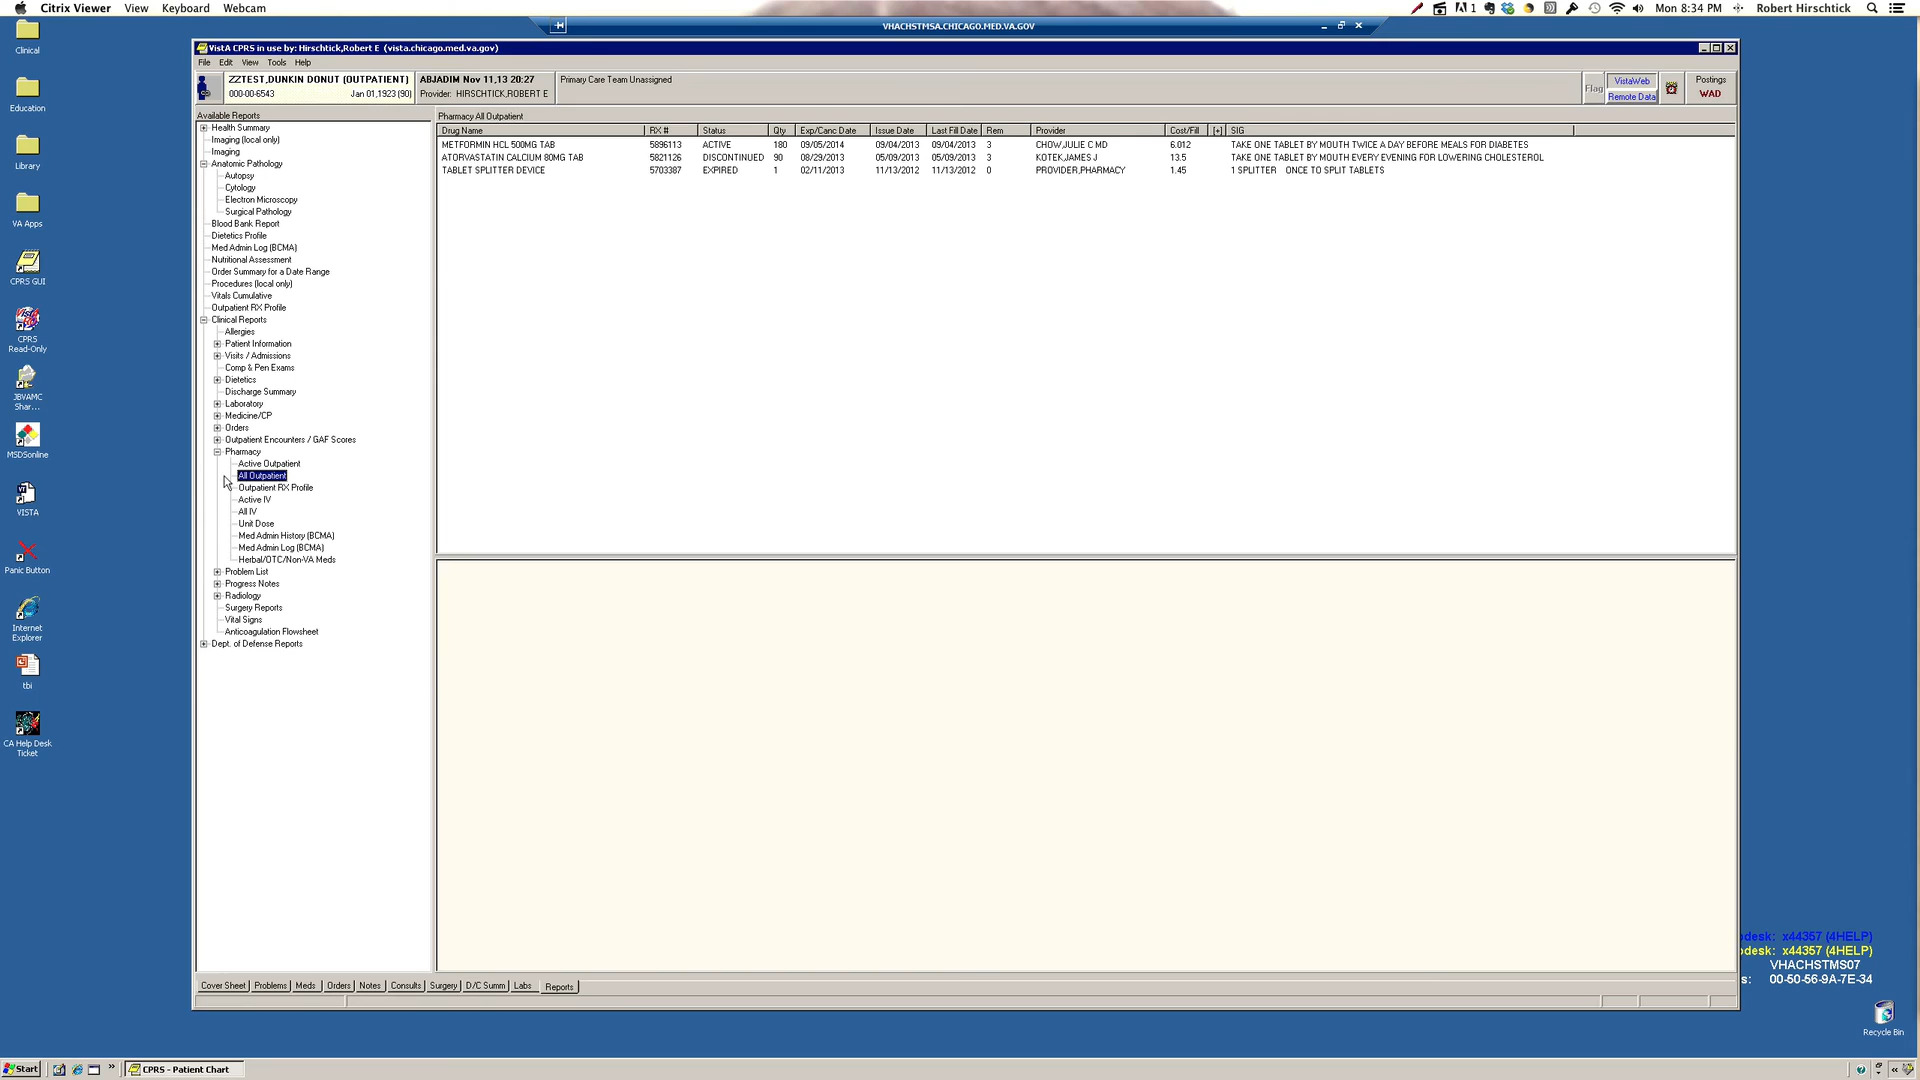 Citrix Viewer View Keyboard Webcam
1 Mon 8:34 PM Robert Hirschtick
VHACHSTMSA.CHICAGO.MED.VA.GOV
Clinical
Education
Library
VA Apps
CPRS GUI
CPRS
Read-Only
JBVAMC
Shar...
MSDSonline
VISTA
Panic Button
Internet
Explorer
tbi
CA Help Desk
Ticket
VistA CPRS in use by: Hirschtick,Robert E (vista.chicago.med.va.gov)
File Edit View Tools Help
ZZTEST,DUNKIN DONUT (OUTPATIENT) ABJADIM Nov 11,13 20:27 Primary Care Team Unassigned
000-00-6543 Jan 01,1923 (90) Provider: HIRSCHTICK,ROBERT E
Flag VistaWeb Postings
Remote Data WAD
Available Reports
Health Summary
Imaging (local only)
Imaging
Anatomic Pathology
Autopsy
Cytology
Electron Microscopy
Surgical Pathology
Blood Bank Report
Dietetics Profile
Med Admin Log (BCMA)
Nutritional Assessment
Order Summary for a Date Range
Procedures (local only)
Vitals Cumulative
Outpatient RX Profile
Clinical Reports
Allergies
Patient Information
Visits / Admissions
Comp & Pen Exams
Dietetics
Discharge Summary
Laboratory
Medicine/CP
Orders
Outpatient Encounters / GAF Scores
Pharmacy
Active Outpatient
All Outpatient
Outpatient RX Profile
Active IV
All IV
Unit Dose
Med Admin History (BCMA)
Med Admin Log (BCMA)
Herbal/OTC/Non-VA Meds
Problem List
Progress Notes
Radiology
Surgery Reports
Vital Signs
Anticoagulation Flowsheet
Dept. of Defense Reports
Pharmacy All Outpatient
Drug Name RX # Status Qty Exp/Canc Date Issue Date Last Fill Date Rem Provider Cost/Fill [+] SIG
METFORMIN HCL 500MG TAB 5896113 ACTIVE 180 09/05/2014 09/04/2013 09/04/2013 3 CHOW,JULIE C MD 6.012 TAKE ONE TABLET BY MOUTH TWICE A DAY BEFORE MEALS FOR DIABETES
ATORVASTATIN CALCIUM 80MG TAB 5821126 DISCONTINUED 90 08/29/2013 05/09/2013 05/09/2013 3 KOTEK,JAMES J 13.5 TAKE ONE TABLET BY MOUTH EVERY EVENING FOR LOWERING CHOLESTEROL
TABLET SPLITTER DEVICE 5703387 EXPIRED 1 02/11/2013 11/13/2012 11/13/2012 0 PROVIDER,PHARMACY 1.45 1 SPLITTER ONCE TO SPLIT TABLETS
Cover Sheet Problems Meds Orders Notes Consults Surgery D/C Summ Labs Reports
pdesk: x44357 (4HELP)
pdesk: x44357 (4HELP)
VHACHSTMS07
s: 00-50-56-9A-7E-34
Recycle Bin
Start CPRS - Patient Chart